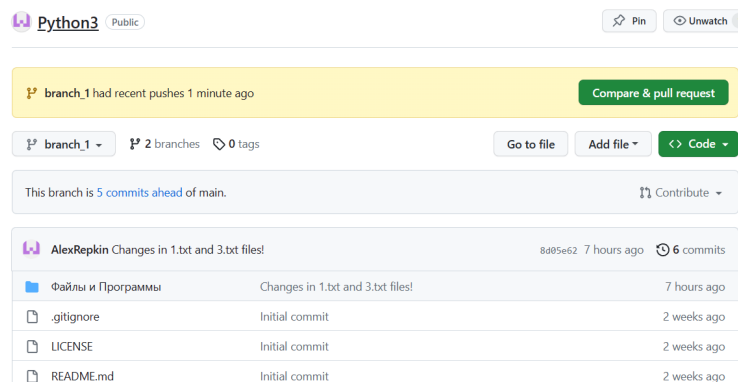 Python3 Public Pin Unwatch
branch_1 had recent pushes 1 minute ago Compare & pull request
branch_1 2 branches 0 tags Go to file Add file Code
This branch is 5 commits ahead of main. Contribute
AlexRepkin Changes in 1.txt and 3.txt files! 8d05e62 7 hours ago 6 commits
Файлы и Программы Changes in 1.txt and 3.txt files! 7 hours ago
.gitignore Initial commit 2 weeks ago
LICENSE Initial commit 2 weeks ago
README.md Initial commit 2 weeks ago